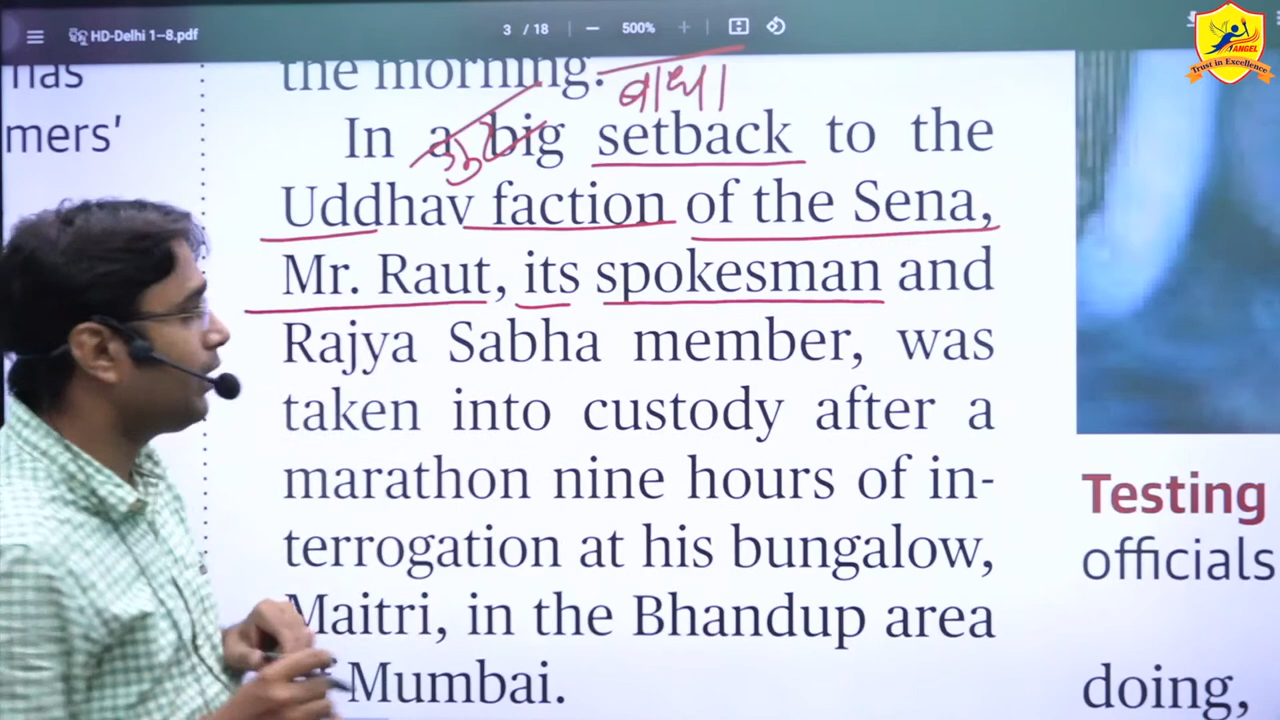 HD-Delhi 1–8.pdf
3 / 18
500%
1ANGEL
Trust in Excellence
mers’
the morning.
बाधा
In a big setback to the
Uddhav faction of the Sena,
Mr. Raut, its spokesman and
Rajya Sabha member, was
taken into custody after a
marathon nine hours of in-
terrogation at his bungalow,
Maitri, in the Bhandup area
Mumbai.
Testing
officials
doing,